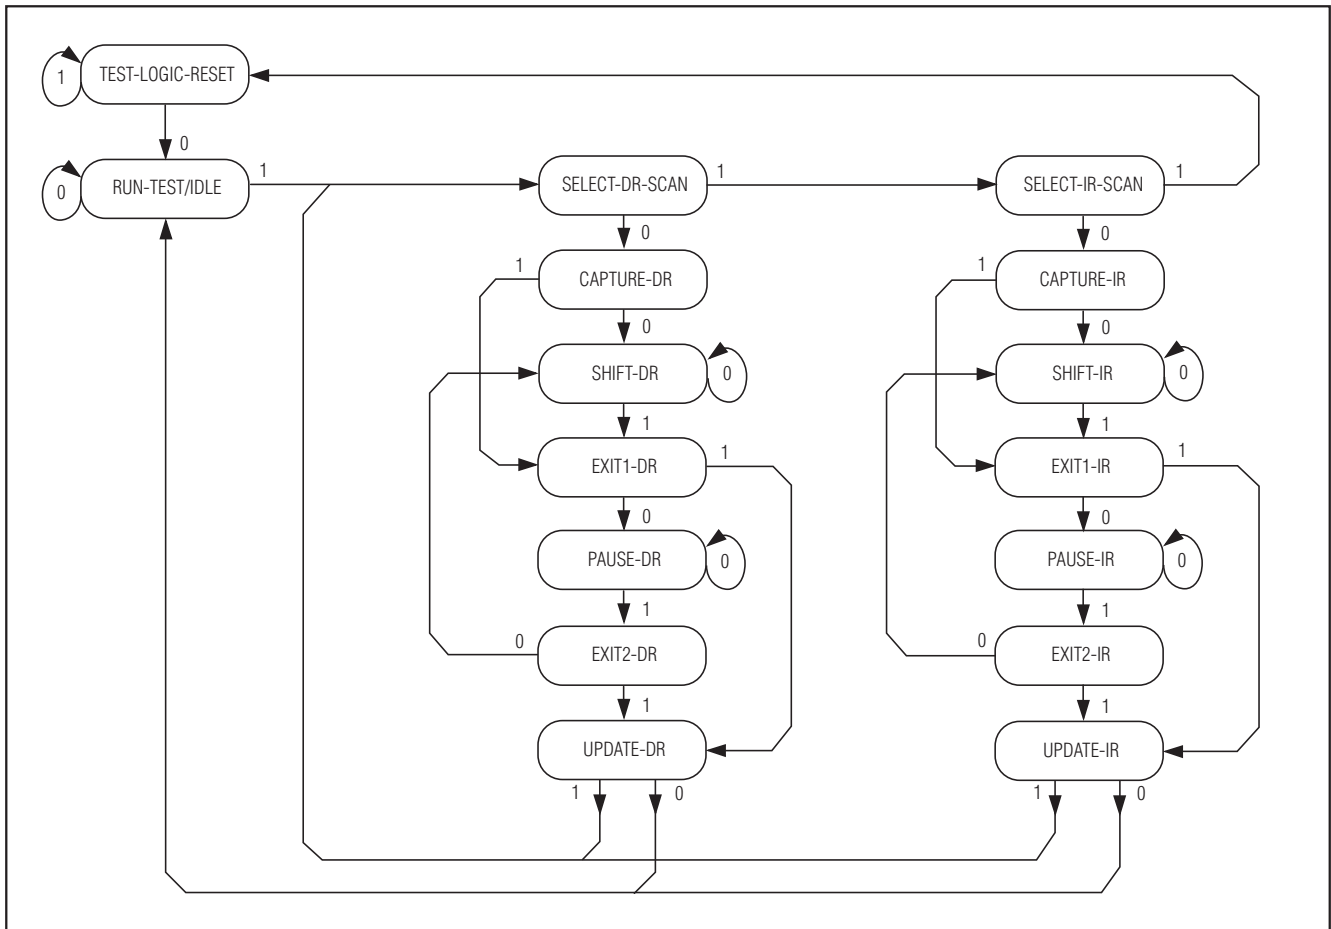 1 TEST-LOGIC-RESET
0
0 RUN-TEST/IDLE 1
SELECT-DR-SCAN 1
SELECT-IR-SCAN 1
0
0
1 CAPTURE-DR
1 CAPTURE-IR
0
0
SHIFT-DR 0
SHIFT-IR 0
1
1
EXIT1-DR 1
EXIT1-IR 1
0
0
PAUSE-DR 0
PAUSE-IR 0
1
1
0 EXIT2-DR
0 EXIT2-IR
1
1
UPDATE-DR
UPDATE-IR
1 0
1 0